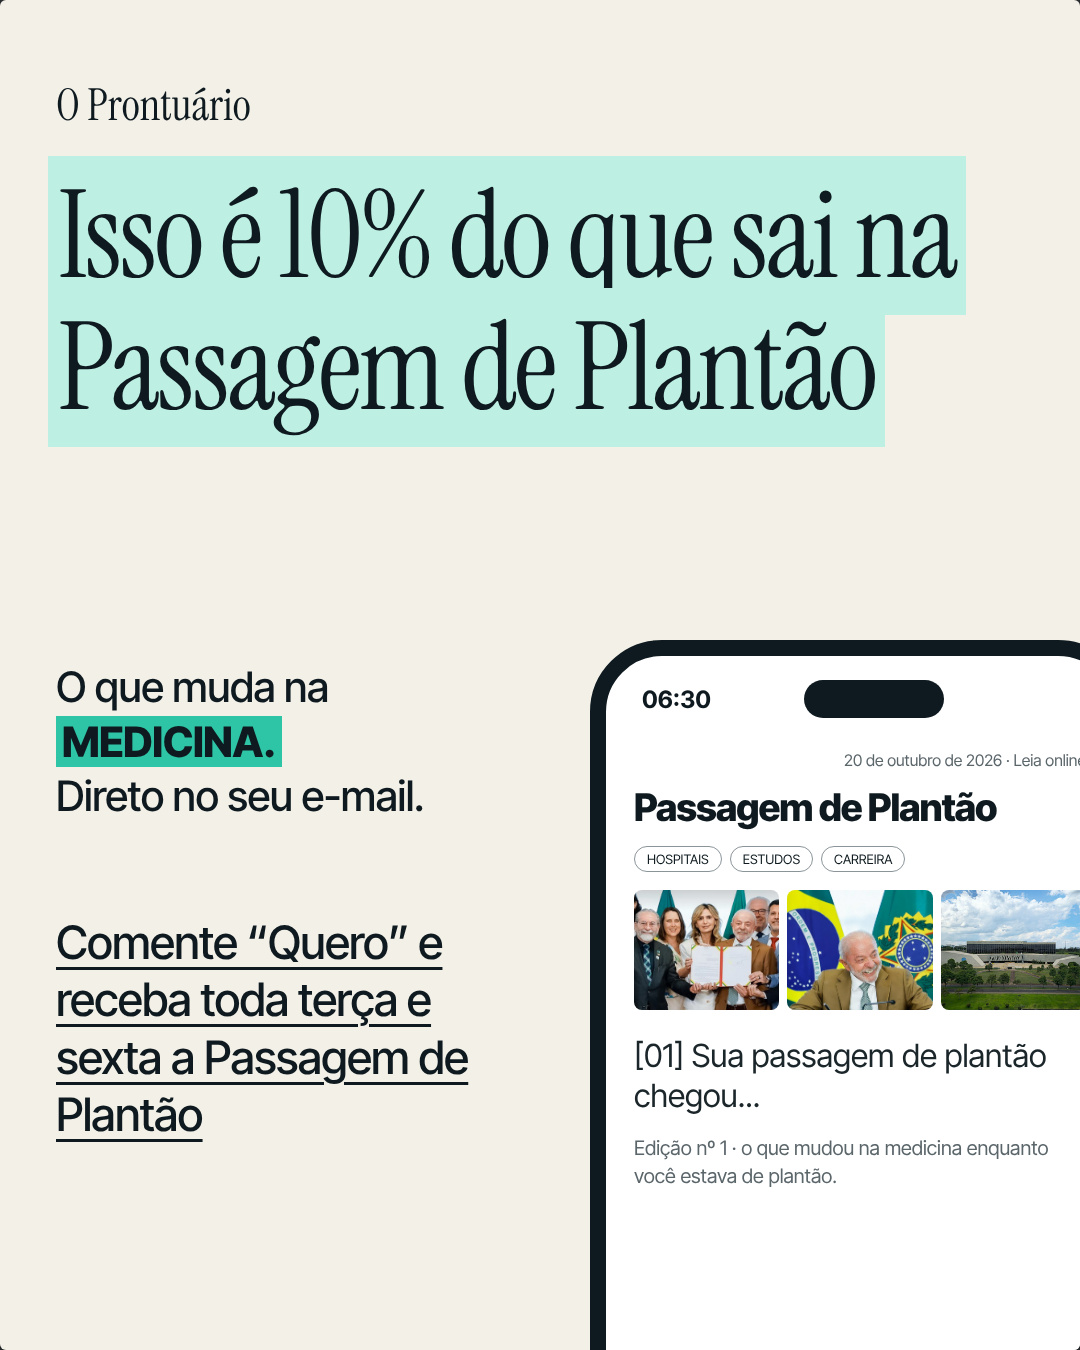 O Prontuário
Isso é 10% do que sai na
Passagem de Plantão
O que muda na
MEDICINA.
Direto no seu e-mail.
Comente “Quero” e
receba toda terça e
sexta a Passagem de
Plantão
06:30
20 de outubro de 2026 · Leia online
Passagem de Plantão
HOSPITAIS ESTUDOS CARREIRA
[01] Sua passagem de plantão
chegou...
Edição nº 1 · o que mudou na medicina enquanto
você estava de plantão.